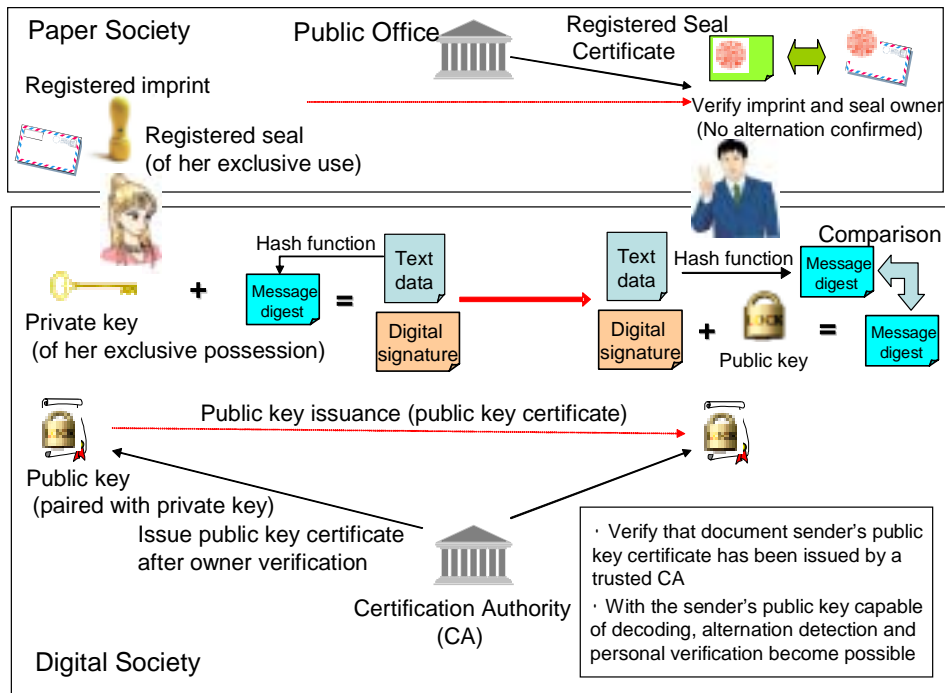 Paper Society
Public Office
Registered Seal
Certificate
Registered imprint
Registered seal
(of her exclusive use)
Verify imprint and seal owner
(No alternation confirmed)
Hash function
Text
data
Message
digest
=
+
Digital
signature
Private key
(of her exclusive possession)
Text
data
Hash function
Comparison
Message
digest
Digital
signature
+
LOCK
Public key
=
Message
digest
Public key issuance (public key certificate)
LOCK
LOCK
Public key
(paired with private key)
Issue public key certificate
after owner verification
Certification Authority
(CA)
· Verify that document sender's public
key certificate has been issued by a
trusted CA
· With the sender's public key capable
of decoding, alternation detection and
personal verification become possible
Digital Society